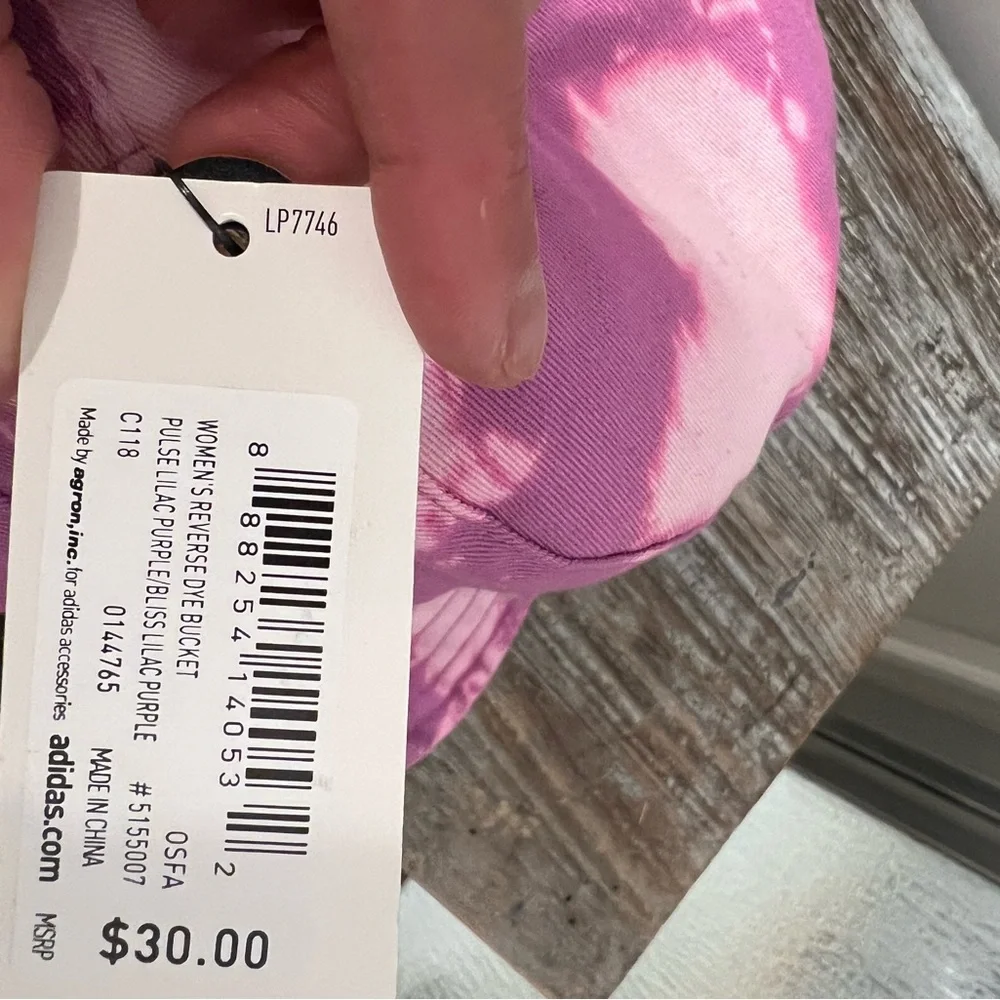 LP7746
8 88254 14053 2
WOMEN'S REVERSE DYE BUCKET
PULSE LILAC PURPLE/BLISS LILAC PURPLE OSFA
C118 0144765 #5155007
MADE IN CHINA
Made by agron,inc. for adidas accessories adidas.com
MSRP $30.00